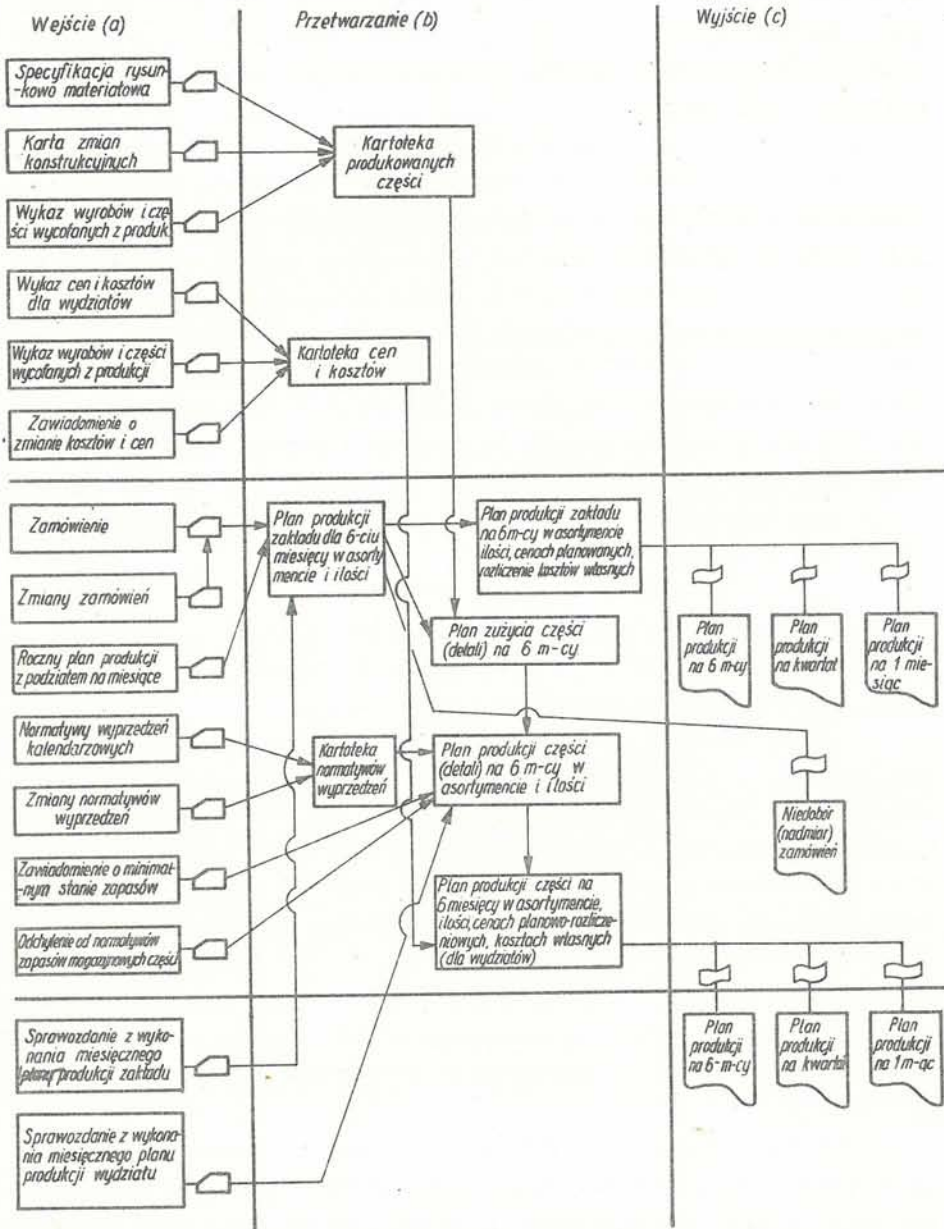 Wejście (a)
Przetwarzanie (b)
Wyjście (c)
Specyfikacja rysun-
-kowo materiałowa
Karta zmian
konstrukcyjnych
Wykaz wyrobów i czę
ści wycofanych z produk.
Wykaz cen i kosztów
dla wydziałów
Wykaz wyrobów i części
wycofanych z produkcji
Zawiadomienie o
zmianie kosztów i cen
Kartoteka
produkowanych
części
Kartoteka cen
i kosztów
Zamówienie
Zmiany zamówień
Roczny plan produkcji
z podziałem na miesiące
Normatywy wyprzedzeń
kalendarzowych
Zmiany normatywów
wyprzedzeń
Zawiadomienie o minimal-
-nym stanie zapasów
Odchylenie od normatywów
zapasów magazynowych części
Plan produkcji
zakładu dla 6-ciu
miesięcy w asorty
mencie i ilości
Plan produkcji zakładu
na 6 m-cy w asortymencie
ilości, cenach planowanych,
rozliczenie kosztów własnych
Plan zużycia części
(detali) na 6 m-cy
Kartoteka
normatywów
wyprzedzeń
Plan produkcji części
(detali) na 6 m-cy w
asortymencie i ilości
Plan produkcji części na
6 miesięcy w asortymencie,
ilości, cenach planowo-rozlicze-
niowych, kosztach własnych
(dla wydziałów)
Plan
produkcji
na 6 m-cy
Plan
produkcji
na kwartał
Plan
produkcji
na 1 mie-
siąc
Niedobór
(nadmiar)
zamówień
Sprawozdanie z wyko-
nania miesięcznego
plany produkcji zakładu
Sprawozdanie z wykona-
nia miesięcznego planu
produkcji wydziału
Plan
produkcji
na 6-m-cy
Plan
produkcji
na kwartał
Plan
produkcji
na 1 m-ąc